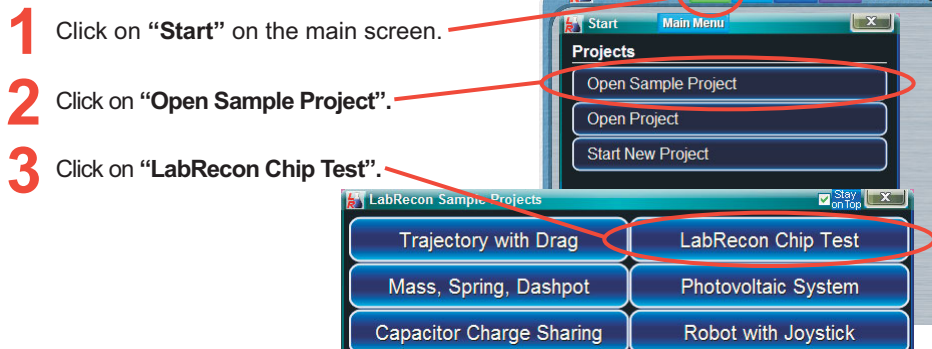 1 Click on “Start” on the main screen.
2 Click on “Open Sample Project”.
3 Click on “LabRecon Chip Test”.
Start Main Menu X
Projects
Open Sample Project
Open Project
Start New Project
LabRecon Sample Projects Stay on Top X
Trajectory with Drag LabRecon Chip Test
Mass, Spring, Dashpot Photovoltaic System
Capacitor Charge Sharing Robot with Joystick